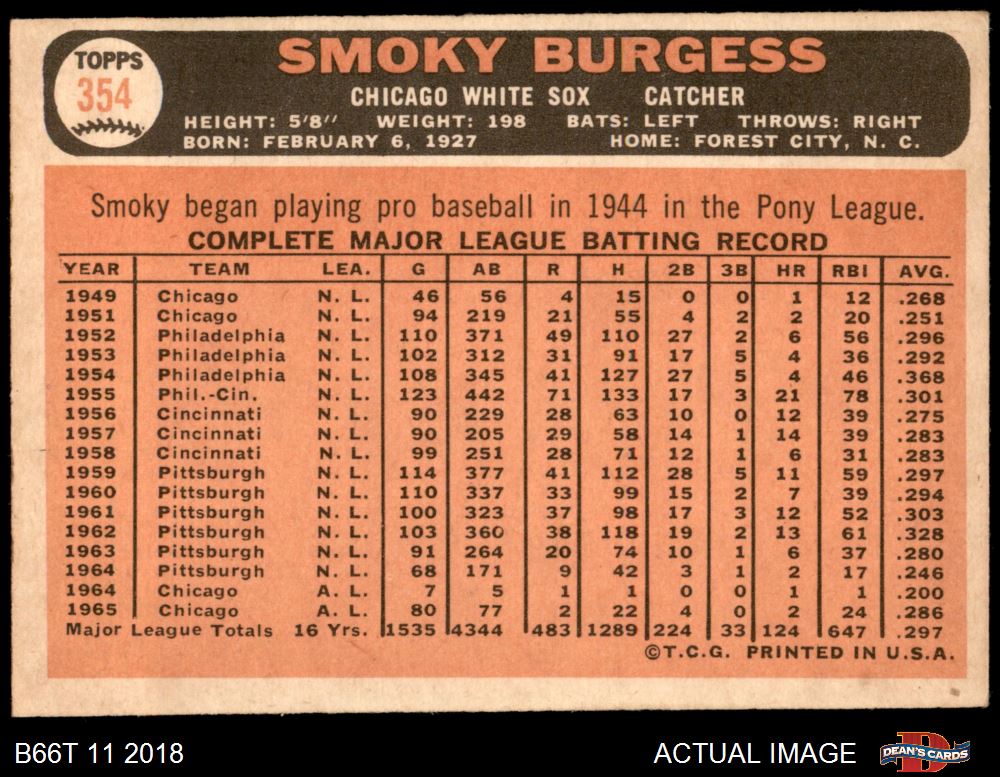 TOPPS
354
SMOKY BURGESS
CHICAGO WHITE SOX CATCHER
HEIGHT: 5'8" WEIGHT: 198 BATS: LEFT THROWS: RIGHT
BORN: FEBRUARY 6, 1927 HOME: FOREST CITY, N. C.
Smoky began playing pro baseball in 1944 in the Pony League.
COMPLETE MAJOR LEAGUE BATTING RECORD
YEAR TEAM LEA. G AB R H 2B 3B HR RBI AVG.
1949 Chicago N. L. 46 56 4 15 0 0 1 12 .268
1951 Chicago N. L. 94 219 21 55 4 2 2 20 .251
1952 Philadelphia N. L. 110 371 49 110 27 2 6 56 .296
1953 Philadelphia N. L. 102 312 31 91 17 5 4 36 .292
1954 Philadelphia N. L. 108 345 41 127 27 5 4 46 .368
1955 Phil.-Cin. N. L. 123 442 71 133 17 3 21 78 .301
1956 Cincinnati N. L. 90 229 28 63 10 0 12 39 .275
1957 Cincinnati N. L. 90 205 29 58 14 1 14 39 .283
1958 Cincinnati N. L. 99 251 28 71 12 1 6 31 .283
1959 Pittsburgh N. L. 114 377 41 112 28 5 11 59 .297
1960 Pittsburgh N. L. 110 337 33 99 15 2 7 39 .294
1961 Pittsburgh N. L. 100 323 37 98 17 3 12 52 .303
1962 Pittsburgh N. L. 103 360 38 118 19 2 13 61 .328
1963 Pittsburgh N. L. 91 264 20 74 10 1 6 37 .280
1964 Pittsburgh N. L. 68 171 9 42 3 1 2 17 .246
1964 Chicago A. L. 7 5 1 1 0 0 1 1 .200
1965 Chicago A. L. 80 77 2 22 4 0 2 24 .286
Major League Totals 16 Yrs. 1535 4344 483 1289 224 33 124 647 .297
©T.C.G. PRINTED IN U.S.A.
B66T 11 2018 ACTUAL IMAGE
D
DEAN'S CARDS